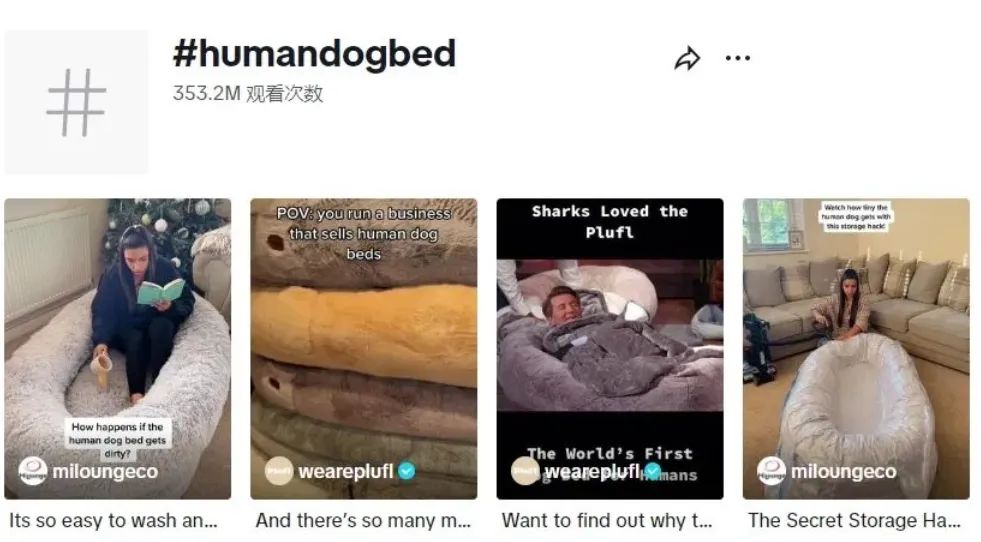 #humandogbed
353.2M 观看次数
How happens if the
human dog bed gets
dirty?
miloungeco
Its so easy to wash an...
POV: you run a business
that sells human dog
beds
Plufl
weareplufl
And there's so many m...
Sharks Loved the
Plufl
The World's First
Dog Bed for Humans
Plufl
weareplufl
Want to find out why t...
Watch how tiny the
human dog gets with
this storage hack!
miloungeco
The Secret Storage Ha...